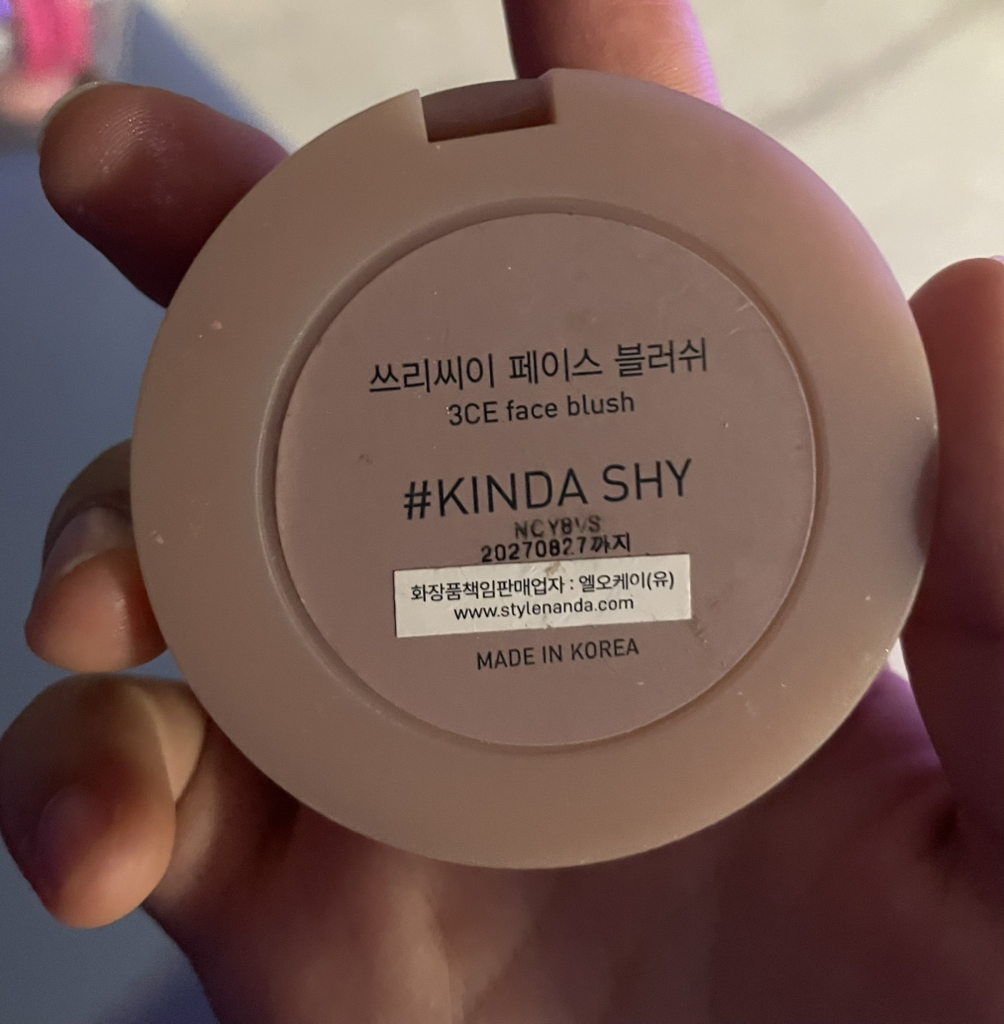 쓰리씨이 페이스 블러쉬
3CE face blush
#KINDA SHY
20270827까지
화장품책임판매업자 : 엘오케이(유)
www.stylenanda.com
MADE IN KOREA